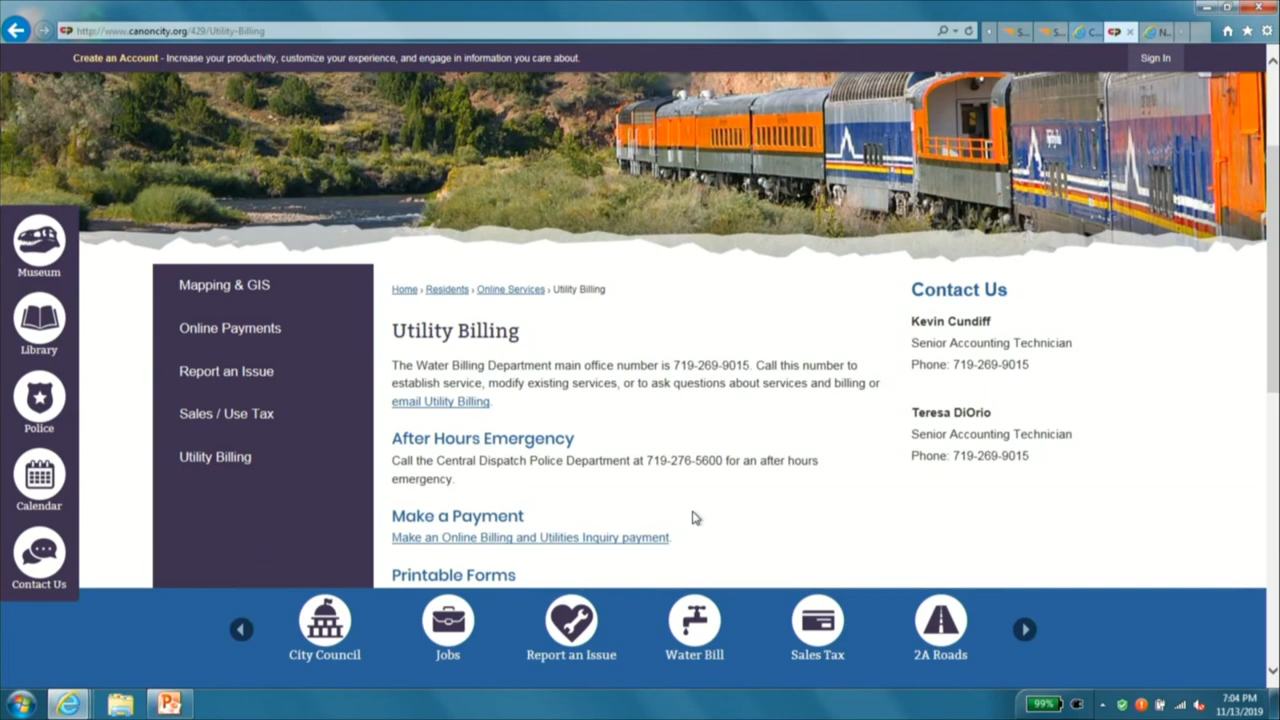 http://www.canoncity.org/429/Utility-Billing
Create an Account - Increase your productivity, customize your experience, and engage in information you care about.
Sign In
Museum
Library
Police
Calendar
Contact Us
Mapping & GIS
Online Payments
Report an Issue
Sales / Use Tax
Utility Billing
Home › Residents › Online Services › Utility Billing
Utility Billing
The Water Billing Department main office number is 719-269-9015. Call this number to
establish service, modify existing services, or to ask questions about services and billing or
email Utility Billing.
After Hours Emergency
Call the Central Dispatch Police Department at 719-276-5600 for an after hours
emergency.
Make a Payment
Make an Online Billing and Utilities Inquiry payment.
Printable Forms
Contact Us
Kevin Cundiff
Senior Accounting Technician
Phone: 719-269-9015
Teresa DiOrio
Senior Accounting Technician
Phone: 719-269-9015
City Council
Jobs
Report an Issue
Water Bill
Sales Tax
2A Roads
99%
7:04 PM
11/13/2019